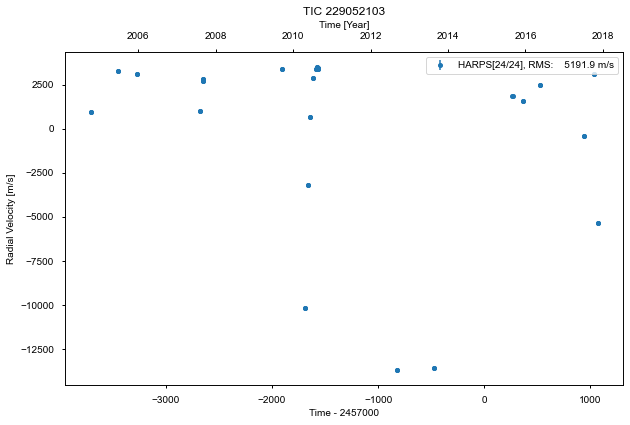 TIC 229052103
Time [Year]
2006 2008 2010 2012 2014 2016 2018
HARPS[24/24], RMS: 5191.9 m/s
2500
0
−2500
−5000
−7500
−10000
−12500
Radial Velocity [m/s]
−3000 −2000 −1000 0 1000
Time - 2457000